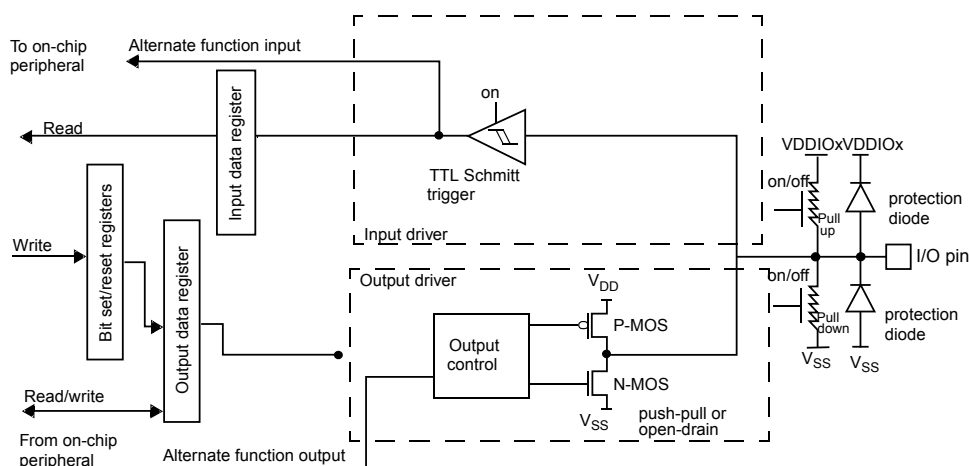 To on-chip
peripheral
Alternate function input
on
Read
Input data register
TTL Schmitt
trigger
Input driver
VDDIOx
VDDIOx
on/off
Pull
up
protection
diode
I/O pin
Write
Bit set/reset registers
Output data register
Output driver
VDD
P-MOS
Output
control
N-MOS
VSS
push-pull or
open-drain
on/off
Pull
down
protection
diode
VSS
VSS
Read/write
From on-chip
peripheral
Alternate function output